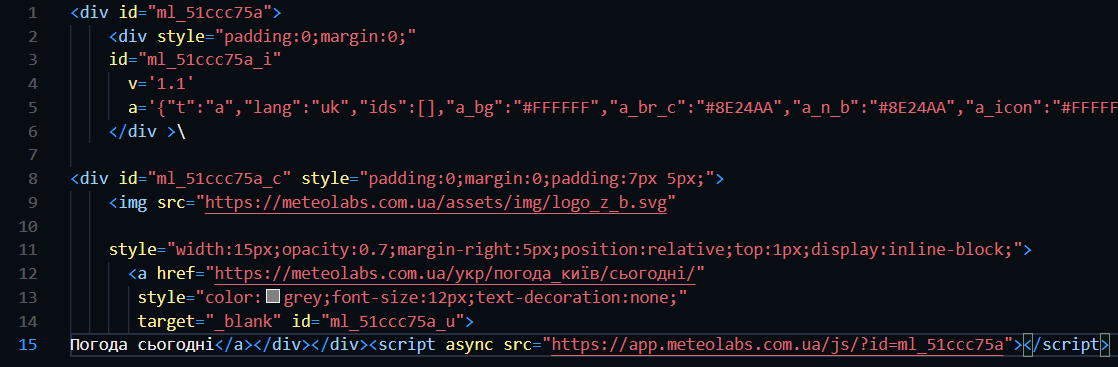 1 <div id="ml_51ccc75a">
2 <div style="padding:0;margin:0;"
3 id="ml_51ccc75a_i"
4 v='1.1'
5 a='{"t":"a","lang":"uk","ids":[],"a_bg":"#FFFFFF","a_br_c":"#8E24AA","a_n_b":"#8E24AA","a_icon":"#FFFFF
6 </div >\
7
8 <div id="ml_51ccc75a_c" style="padding:0;margin:0;padding:7px 5px;">
9 <img src="https://meteolabs.com.ua/assets/img/logo_z_b.svg"
10
11 style="width:15px;opacity:0.7;margin-right:5px;position:relative;top:1px;display:inline-block;">
12 <a href="https://meteolabs.com.ua/укр/погода_київ/сьогодні/"
13 style="color:grey;font-size:12px;text-decoration:none;"
14 target="_blank" id="ml_51ccc75a_u">
15 Погода сьогодні</a></div></div><script async src="https://app.meteolabs.com.ua/js/?id=ml_51ccc75a"></script>